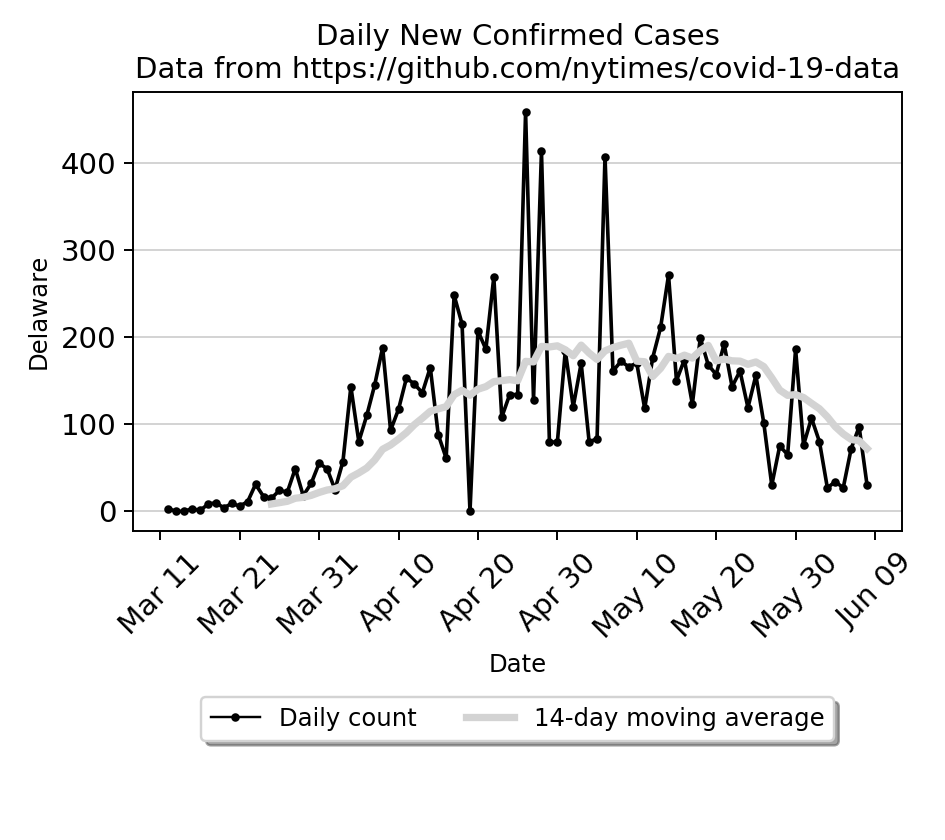 Daily New Confirmed Cases
Data from https://github.com/nytimes/covid-19-data
400
300
200
100
0
Delaware
Mar 11
Mar 21
Mar 31
Apr 10
Apr 20
Apr 30
May 10
May 20
May 30
Jun 09
Date
Daily count
14-day moving average